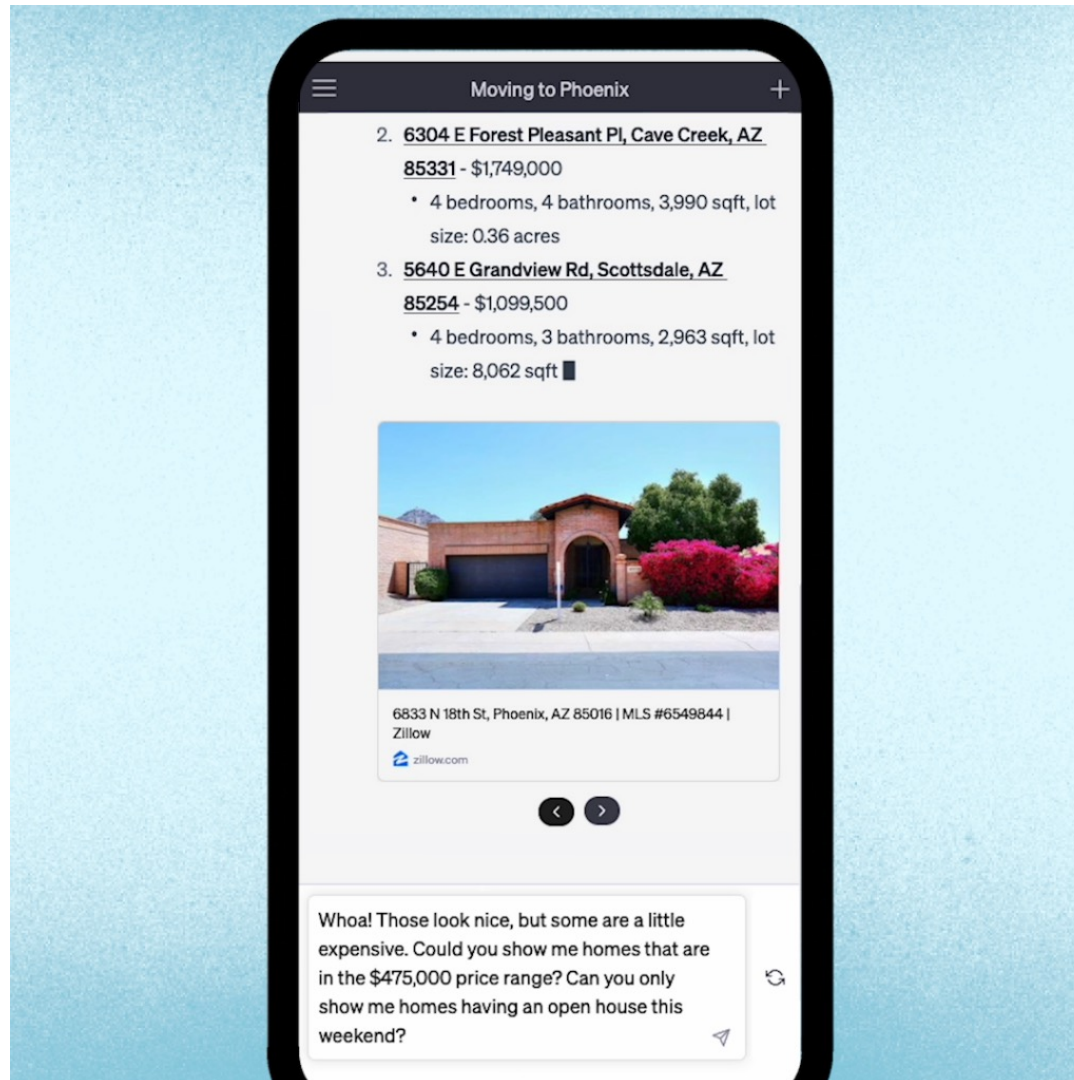 Moving to Phoenix
2. 6304 E Forest Pleasant Pl, Cave Creek, AZ
85331 - $1,749,000
• 4 bedrooms, 4 bathrooms, 3,990 sqft, lot
size: 0.36 acres
3. 5640 E Grandview Rd, Scottsdale, AZ
85254 - $1,099,500
• 4 bedrooms, 3 bathrooms, 2,963 sqft, lot
size: 8,062 sqft
6833 N 18th St, Phoenix, AZ 85016 | MLS #6549844 |
Zillow
zillow.com
Whoa! Those look nice, but some are a little
expensive. Could you show me homes that are
in the $475,000 price range? Can you only
show me homes having an open house this
weekend?